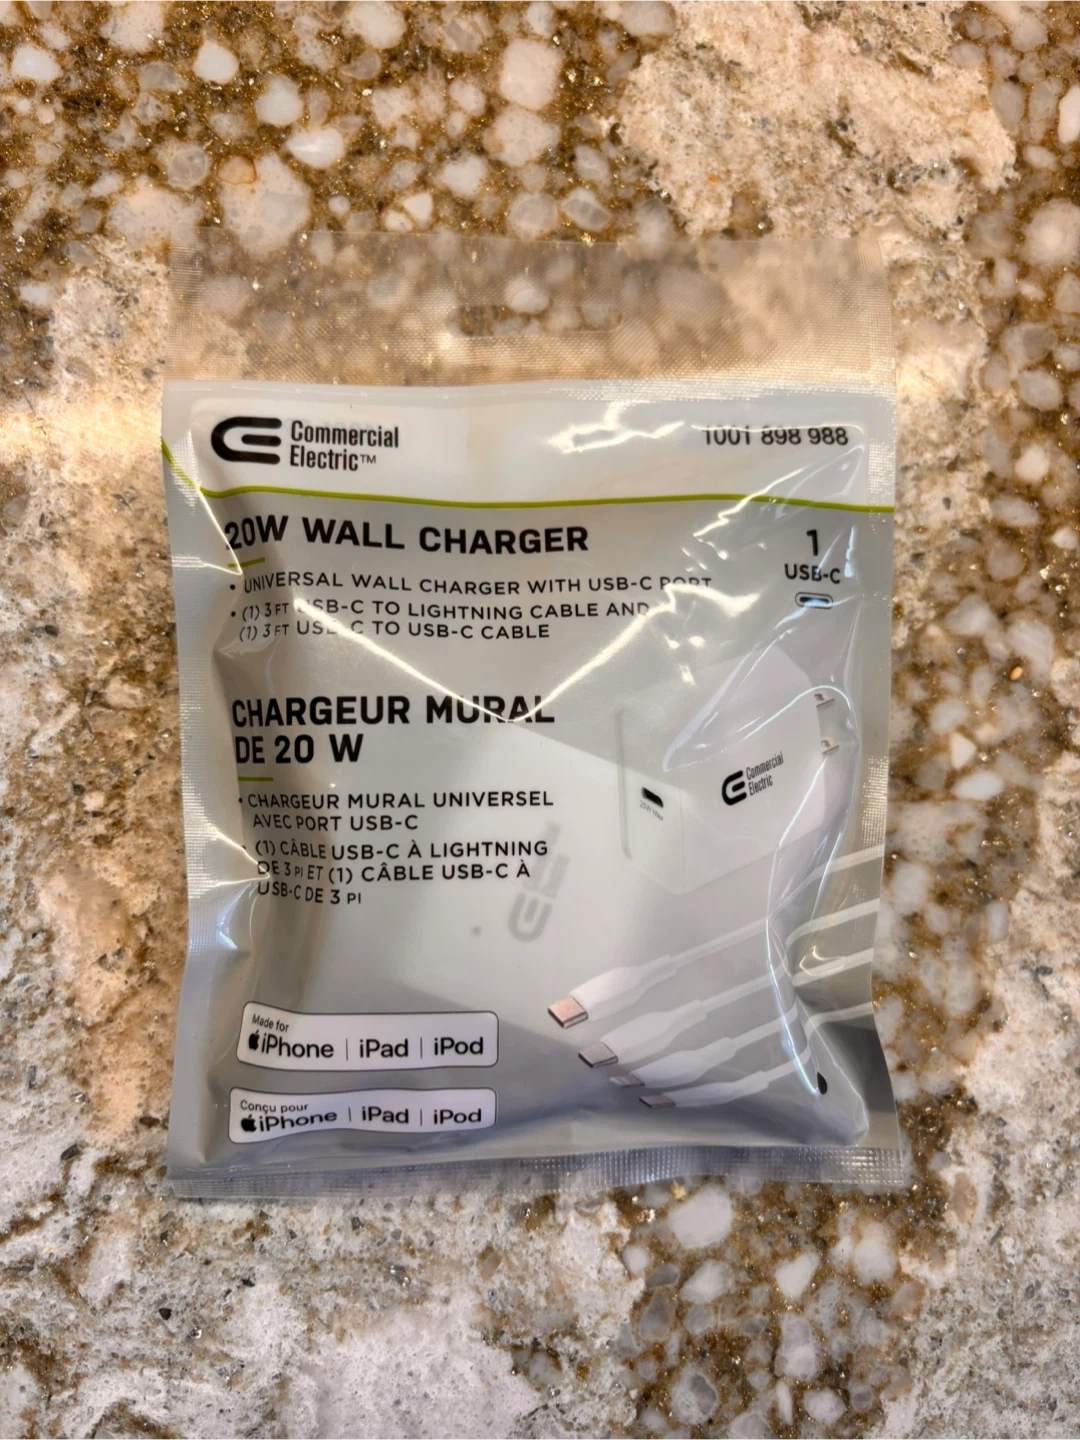 Commercial
Electric™
1001 898 988
20W WALL CHARGER
• UNIVERSAL WALL CHARGER WITH USB-C PORT
• (1) 3 FT USB-C TO LIGHTNING CABLE AND
(1) 3 FT USB-C TO USB-C CABLE
1
USB-C
CHARGEUR MURAL
DE 20 W
• CHARGEUR MURAL UNIVERSEL
AVEC PORT USB-C
• (1) CÂBLE USB-C À LIGHTNING
DE 3 PI ET (1) CÂBLE USB-C À
USB-C DE 3 PI
Commercial
Electric
20W Max
Made for
iPhone | iPad | iPod
Conçu pour
iPhone | iPad | iPod